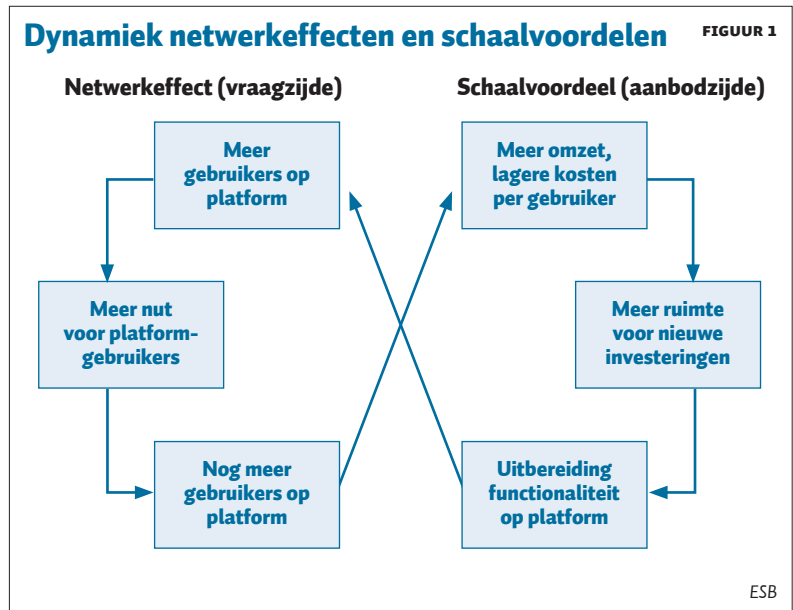 Dynamiek netwerkeffecten en schaalvoordelen
FIGUUR 1
Netwerkeffect (vraagzijde)
Schaalvoordeel (aanbodzijde)
Meer
gebruikers op
platform
Meer omzet,
lagere kosten
per gebruiker
Meer nut
voor platform-
gebruikers
Meer ruimte
voor nieuwe
investeringen
Nog meer
gebruikers op
platform
Uitbereiding
functionaliteit
op platform
ESB